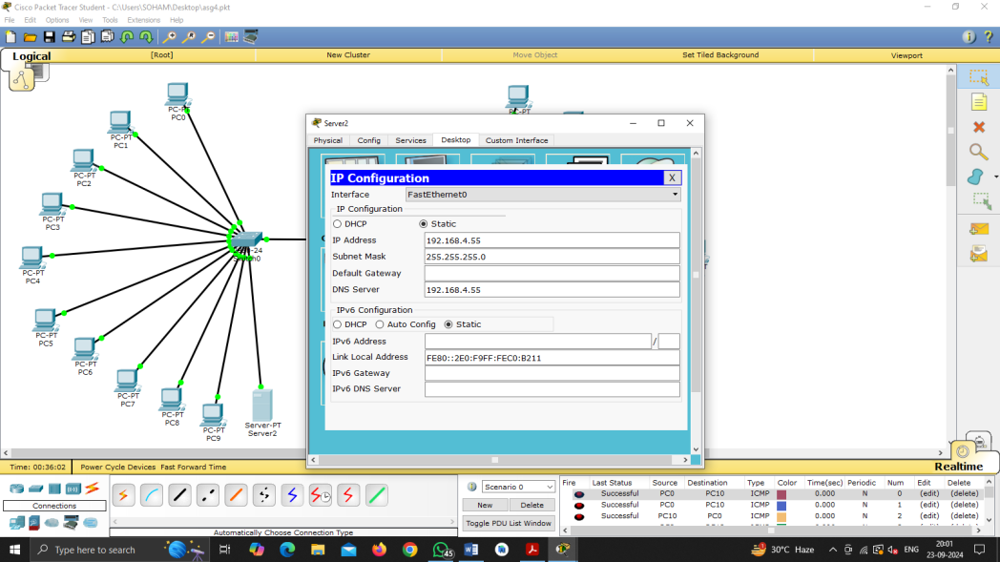 Cisco Packet Tracer Student - C:\Users\SOHAM\Desktop\asg4.pkt
File Edit Options View Tools Extensions Help
Logical [Root] New Cluster Move Object Set Tiled Background Viewport
PC-PT
PC0
PC-PT
PC1
PC-PT
PC2
PC-PT
PC3
PC-PT
PC4
PC-PT
PC5
PC-PT
PC6
PC-PT
PC7
PC-PT
PC8
PC-PT
PC9
Server-PT
Server2
-24
Switch0
PC-PT
Server2
Physical Config Services Desktop Custom Interface
IP Configuration X
Interface FastEthernet0
IP Configuration
DHCP Static
IP Address 192.168.4.55
Subnet Mask 255.255.255.0
Default Gateway
DNS Server 192.168.4.55
IPv6 Configuration
DHCP Auto Config Static
IPv6 Address /
Link Local Address FE80::2E0:F9FF:FEC0:B211
IPv6 Gateway
IPv6 DNS Server
Time: 00:36:02 Power Cycle Devices Fast Forward Time Realtime
Connections
Automatically Choose Connection Type
Scenario 0
New Delete
Toggle PDU List Window
Fire Last Status Source Destination Type Color Time(sec) Periodic Num Edit Delete
Successful PC0 PC10 ICMP 0.000 N 0 (edit) (delete)
Successful PC0 PC10 ICMP 0.000 N 1 (edit) (delete)
Successful PC10 PC0 ICMP 0.000 N 2 (edit) (delete)
Type here to search
45
30°C Haze
ENG
20:01
23-09-2024